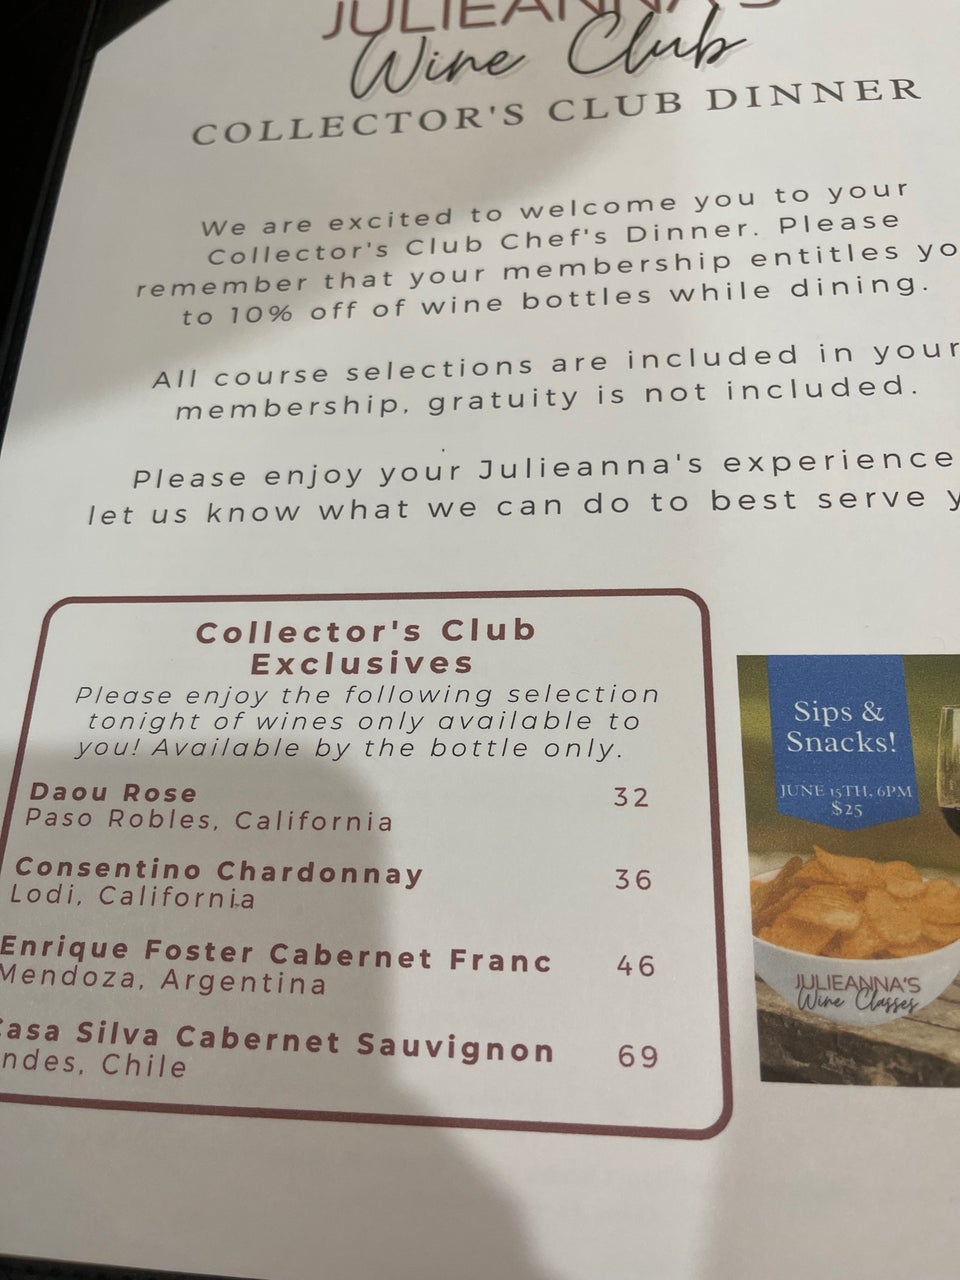 JULIEANNA'S
Wine Club
COLLECTOR'S CLUB DINNER
We are excited to welcome you to your
Collector's Club Chef's Dinner. Please
remember that your membership entitles yo
to 10% off of wine bottles while dining.
All course selections are included in your
membership, gratuity is not included.
Please enjoy your Julieanna's experience
let us know what we can do to best serve y
Collector's Club
Exclusives
Please enjoy the following selection
tonight of wines only available to
you! Available by the bottle only.
Daou Rose 32
Paso Robles, California
Consentino Chardonnay 36
Lodi, California
Enrique Foster Cabernet Franc 46
Mendoza, Argentina
asa Silva Cabernet Sauvignon 69
ndes, Chile
Sips &
Snacks!
JUNE 15TH, 6PM
$25
JULIEANNA'S
Wine Classes